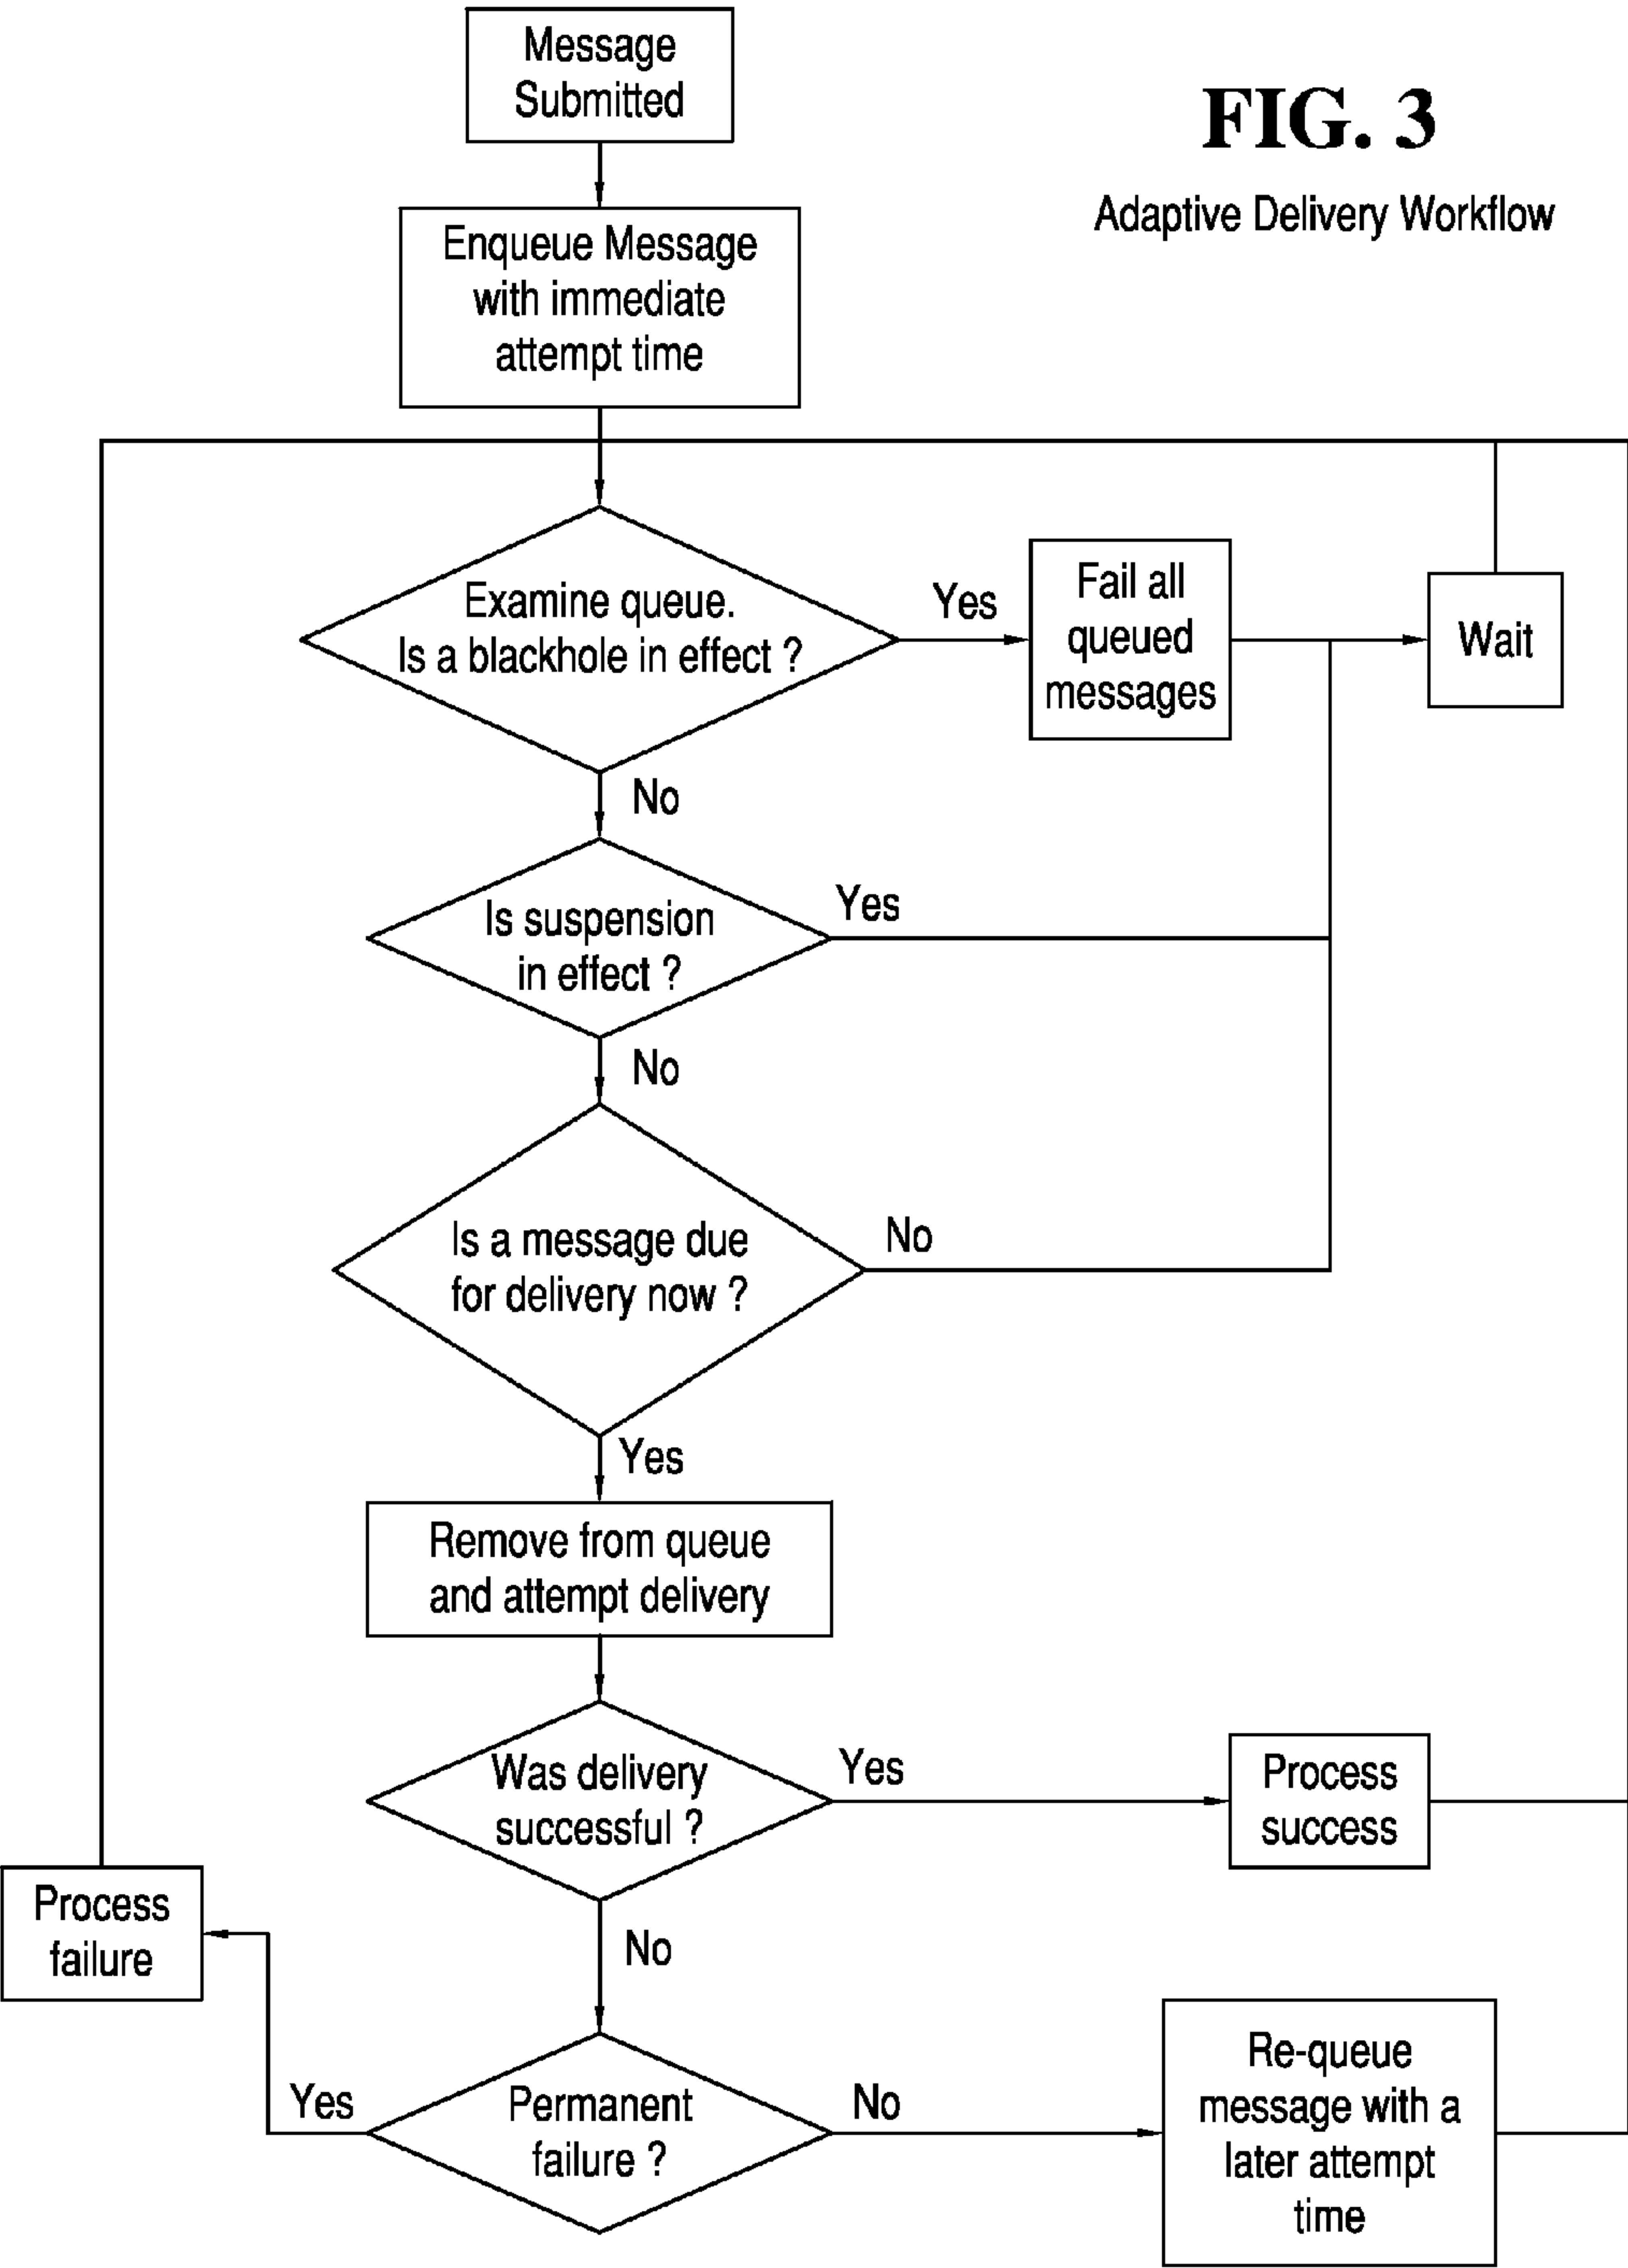 Message
Submitted
FIG. 3
Adaptive Delivery Workflow
Enqueue Message
with immediate
attempt time
Examine queue.
Is a blackhole in effect ?
Yes
Fail all
queued
messages
Wait
No
Is suspension
in effect ?
Yes
No
Is a message due
for delivery now ?
No
Yes
Remove from queue
and attempt delivery
Was delivery
successful ?
Yes
Process
success
Process
failure
No
Permanent
failure ?
Yes
No
Re-queue
message with a
later attempt
time